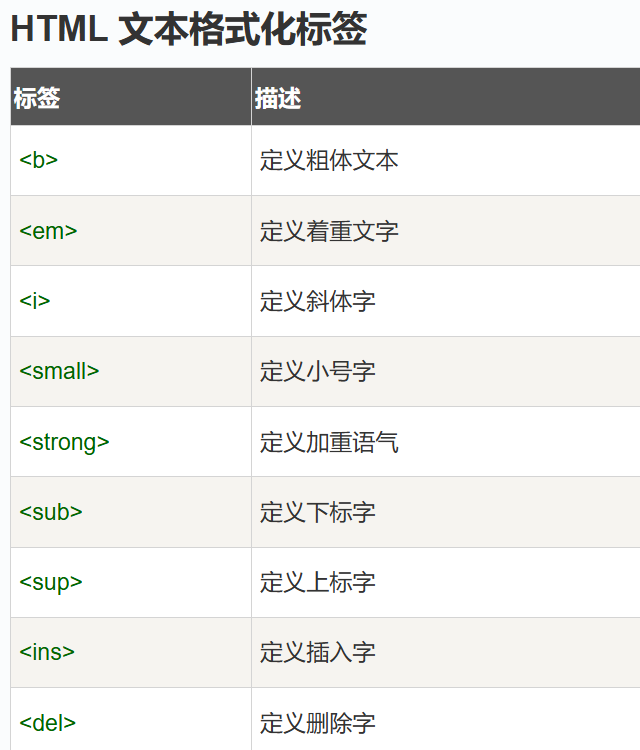 HTML 文本格式化标签
标签 描述
<b> 定义粗体文本
<em> 定义着重文字
<i> 定义斜体字
<small> 定义小号字
<strong> 定义加重语气
<sub> 定义下标字
<sup> 定义上标字
<ins> 定义插入字
<del> 定义删除字